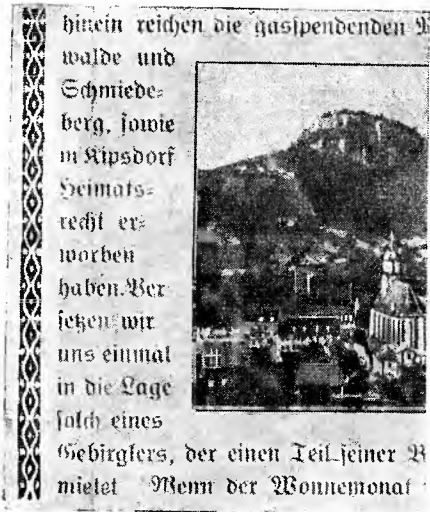 hinein reichen die gasspendenden
walde und
Schmiede-
berg, sowie
in Kipsdorf
Heimats-
recht er-
worben
haben. Ver-
setzen wir
uns einmal
in die Lage
solch eines
Gebirglers, der einen Teil seiner
mietet Wenn der Wonnemonat